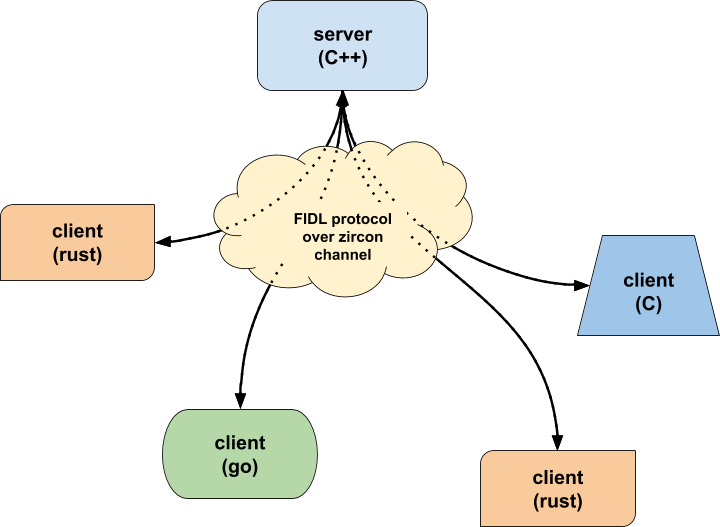 server
(C++)
FIDL protocol
over zircon
channel
client
(rust)
client
(C)
client
(go)
client
(rust)